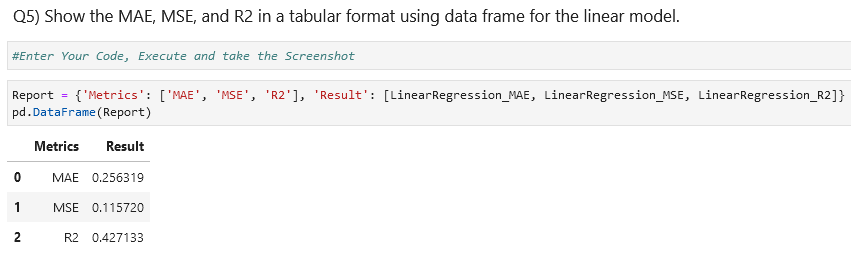 Q5) Show the MAE, MSE, and R2 in a tabular format using data frame for the linear model.
#Enter Your Code, Execute and take the Screenshot
Report = {'Metrics': ['MAE', 'MSE', 'R2'], 'Result': [LinearRegression_MAE, LinearRegression_MSE, LinearRegression_R2]}
pd.DataFrame(Report)
Metrics Result
0 MAE 0.256319
1 MSE 0.115720
2 R2 0.427133